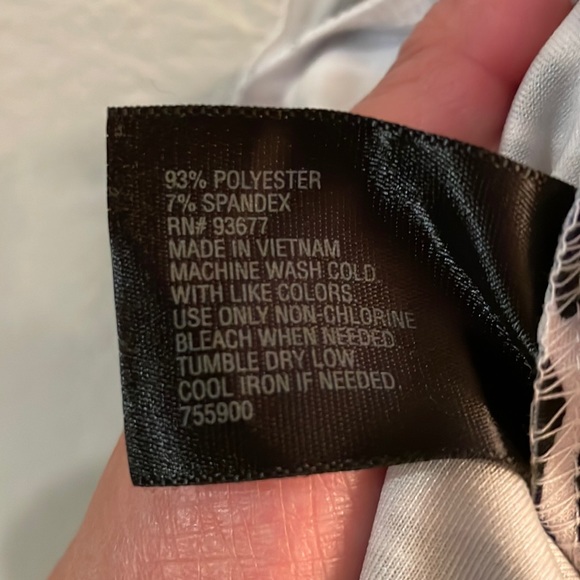 93% POLYESTER
7% SPANDEX
RN# 93677
MADE IN VIETNAM
MACHINE WASH COLD.
WITH LIKE COLORS.
USE ONLY NON-CHLORINE
BLEACH WHEN NEEDED.
TUMBLE DRY LOW
COOL IRON IF NEEDED.
755900